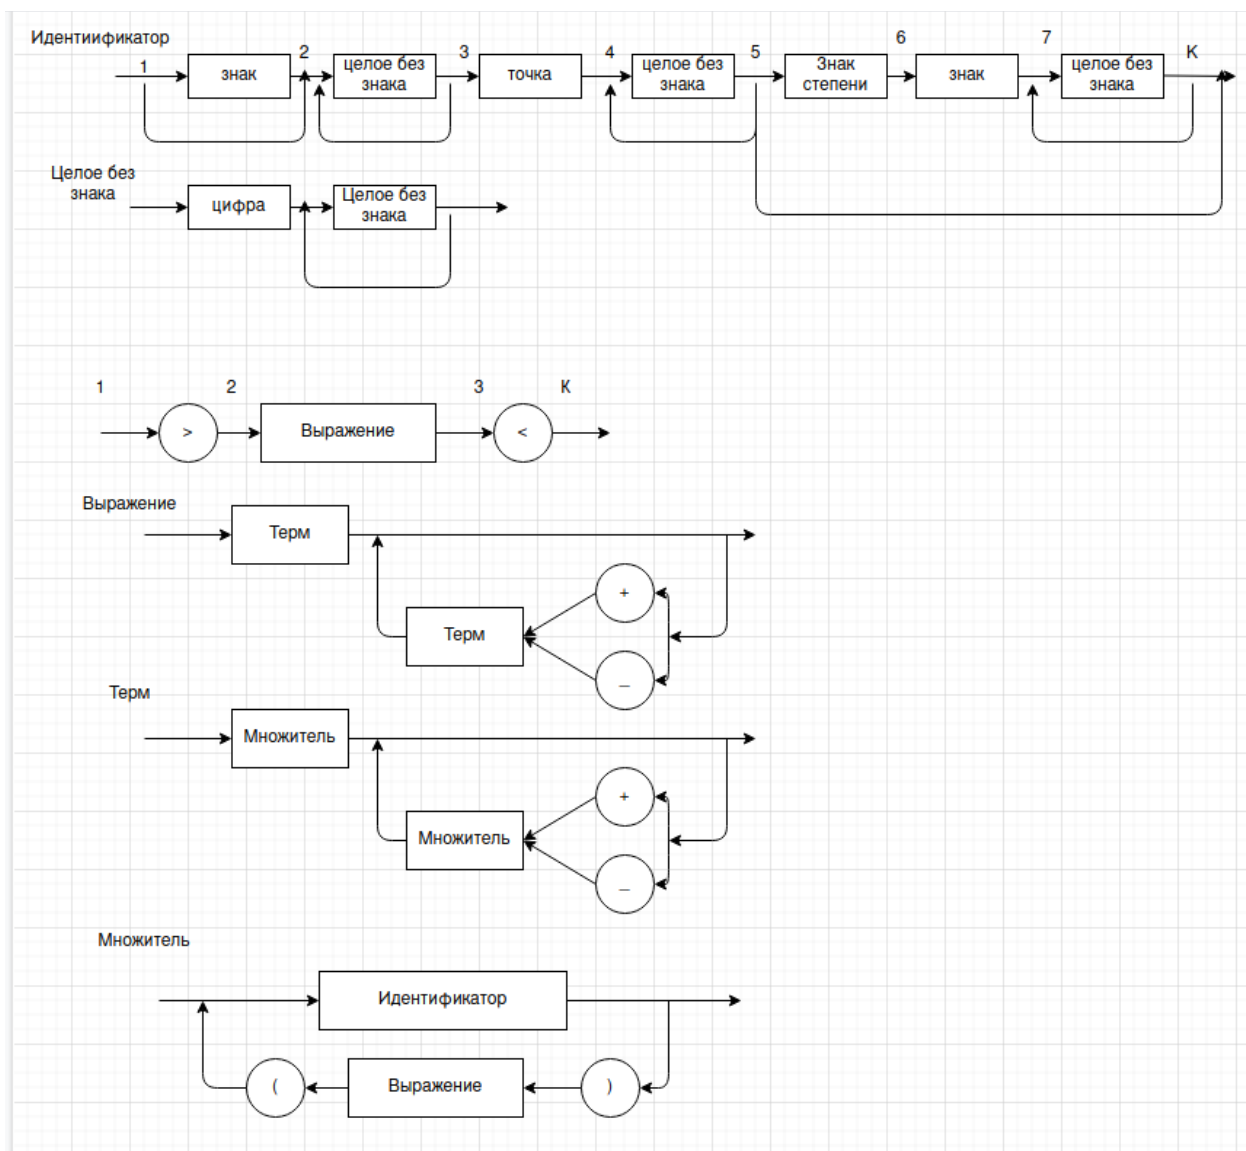 Идентиификатор
1
знак
2
целое без
знака
3
точка
4
целое без
знака
5
Знак
степени
6
знак
7
целое без
знака
К
Целое без
знака
цифра
Целое без
знака
1
>
2
Выражение
3
<
К
Выражение
Терм
+
Терм
_
Терм
Множитель
+
Множитель
_
Множитель
Идентификатор
(
Выражение
)